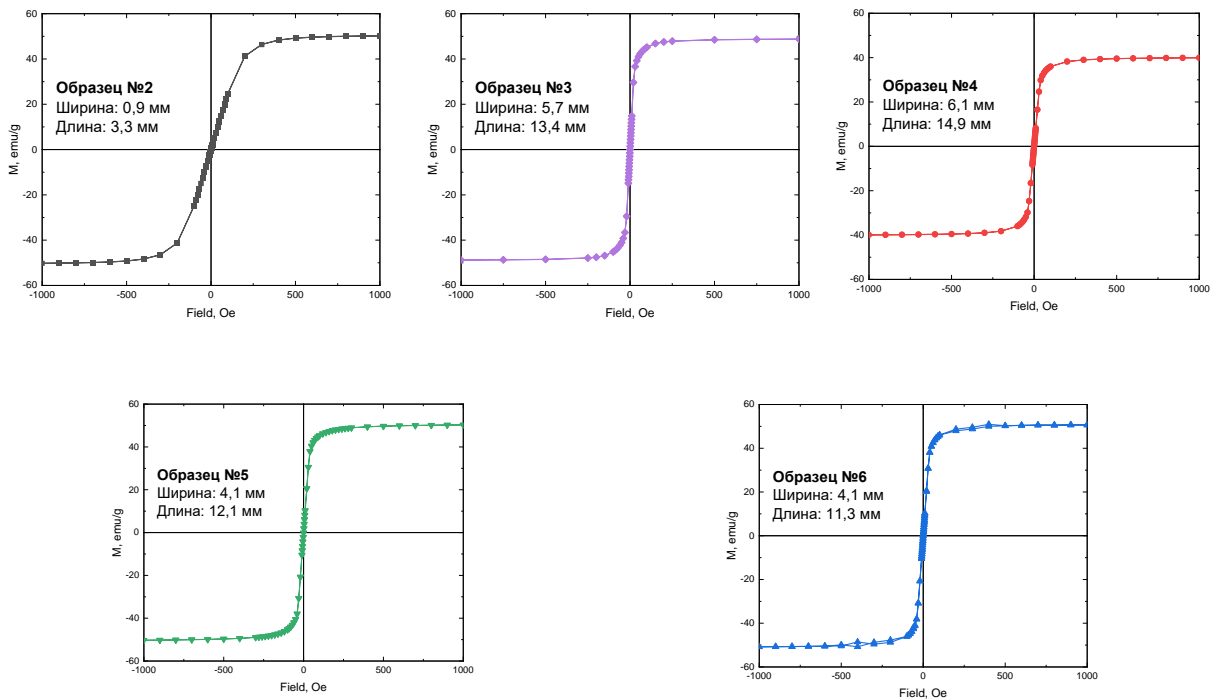 60
40
20
0
-20
-40
-60
-1000
-500
0
500
1000
M, emu/g
Field, Oe
Образец №2
Ширина: 0,9 мм
Длина: 3,3 мм
60
40
20
0
-20
-40
-60
-1000
-500
0
500
1000
M, emu/g
Field, Oe
Образец №3
Ширина: 5,7 мм
Длина: 13,4 мм
60
40
20
0
-20
-40
-60
-1000
-500
0
500
1000
M, emu/g
Field, Oe
Образец №4
Ширина: 6,1 мм
Длина: 14,9 мм
60
40
20
0
-20
-40
-60
-1000
-500
0
500
1000
M, emu/g
Field, Oe
Образец №5
Ширина: 4,1 мм
Длина: 12,1 мм
60
40
20
0
-20
-40
-60
-1000
-500
0
500
1000
M, emu/g
Field, Oe
Образец №6
Ширина: 4,1 мм
Длина: 11,3 мм